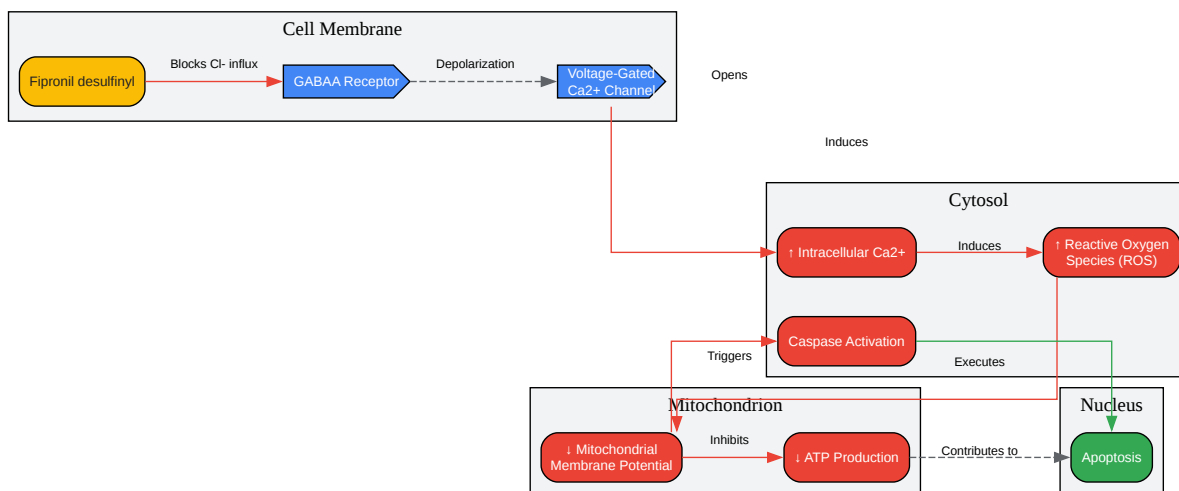 Cell Membrane
Fipronil desulfinyl
Blocks Cl- influx
GABAA Receptor
Depolarization
Voltage-Gated
Ca2+ Channel
Opens
Induces
Cytosol
↑ Intracellular Ca2+
Induces
↑ Reactive Oxygen
Species (ROS)
Caspase Activation
Triggers
Executes
Mitochondrion
Nucleus
↓ Mitochondrial
Membrane Potential
Inhibits
↓ ATP Production
Contributes to
Apoptosis